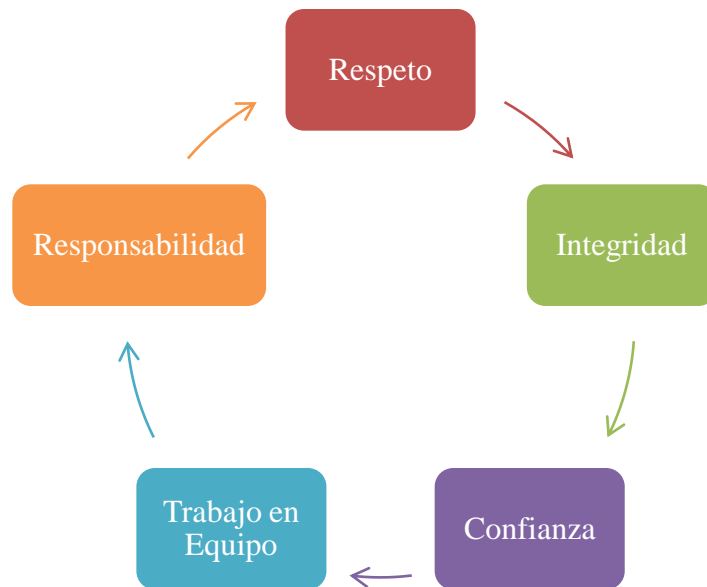 Respeto
Integridad
Confianza
Trabajo en
Equipo
Responsabilidad